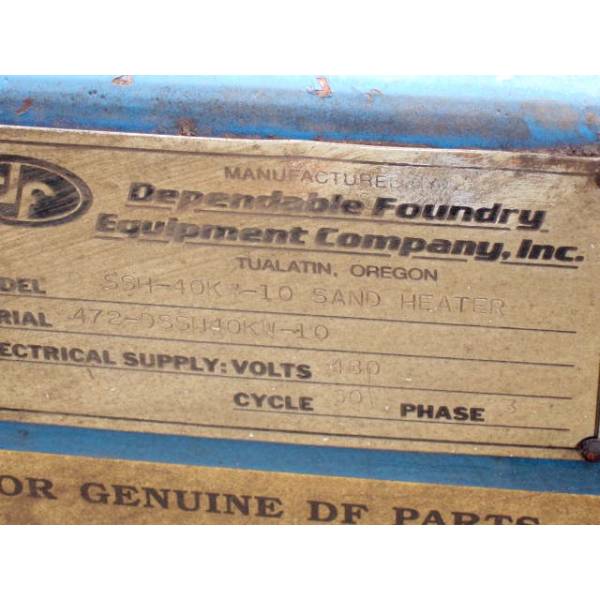 MANUFACTURED BY
Dependable Foundry
Equipment Company, Inc.
TUALATIN, OREGON
DEL SSH-40KW-10 SAND HEATER
RIAL 472-DSSH40KW-10
ECTRICAL SUPPLY: VOLTS 480
CYCLE PHASE 3
OR GENUINE DF PARTS